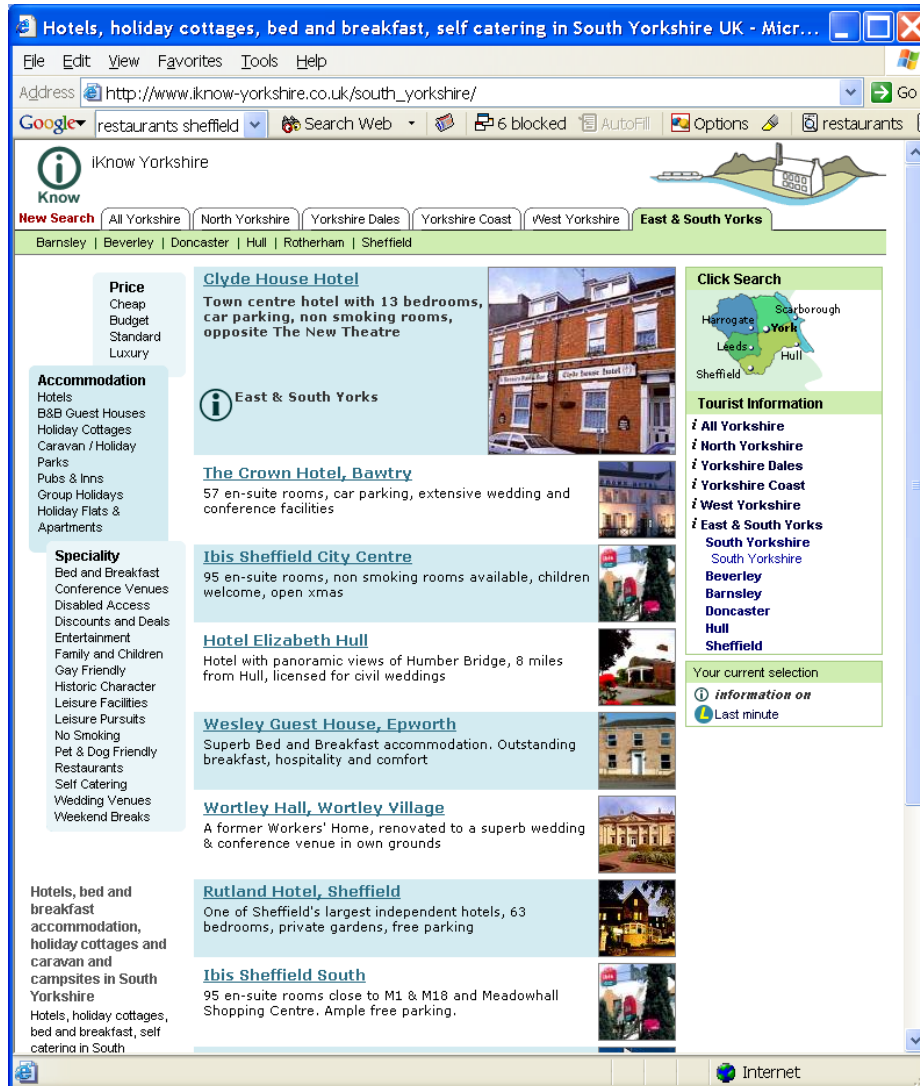 Hotels, holiday cottages, bed and breakfast, self catering in South Yorkshire UK - Micr...
File Edit View Favorites Tools Help
Address http://www.iknow-yorkshire.co.uk/south_yorkshire/ Go
Google restaurants sheffield Search Web 6 blocked AutoFill Options restaurants
iKnow Yorkshire
Know
New Search All Yorkshire North Yorkshire Yorkshire Dales Yorkshire Coast West Yorkshire East & South Yorks
Barnsley | Beverley | Doncaster | Hull | Rotherham | Sheffield
Price
Cheap
Budget
Standard
Luxury
Accommodation
Hotels
B&B Guest Houses
Holiday Cottages
Caravan / Holiday
Parks
Pubs & Inns
Group Holidays
Holiday Flats &
Apartments
Speciality
Bed and Breakfast
Conference Venues
Disabled Access
Discounts and Deals
Entertainment
Family and Children
Gay Friendly
Historic Character
Leisure Facilities
Leisure Pursuits
No Smoking
Pet & Dog Friendly
Restaurants
Self Catering
Wedding Venues
Weekend Breaks
Hotels, bed and
breakfast
accommodation,
holiday cottages and
caravan and
campsites in South
Yorkshire
Hotels, holiday cottages,
bed and breakfast, self
catering in South
Clyde House Hotel
Town centre hotel with 13 bedrooms,
car parking, non smoking rooms,
opposite The New Theatre
East & South Yorks
Clyde House Hotel
The Crown Hotel, Bawtry
57 en-suite rooms, car parking, extensive wedding and
conference facilities
Ibis Sheffield City Centre
95 en-suite rooms, non smoking rooms available, children
welcome, open xmas
Hotel Elizabeth Hull
Hotel with panoramic views of Humber Bridge, 8 miles
from Hull, licensed for civil weddings
Wesley Guest House, Epworth
Superb Bed and Breakfast accommodation. Outstanding
breakfast, hospitality and comfort
Wortley Hall, Wortley Village
A former Workers' Home, renovated to a superb wedding
& conference venue in own grounds
Rutland Hotel, Sheffield
One of Sheffield's largest independent hotels, 63
bedrooms, private gardens, free parking
Ibis Sheffield South
95 en-suite rooms close to M1 & M18 and Meadowhall
Shopping Centre. Ample free parking.
Click Search
Scarborough
Harrogate
York
Leeds
Hull
Sheffield
Tourist Information
i All Yorkshire
i North Yorkshire
i Yorkshire Dales
i Yorkshire Coast
i West Yorkshire
i East & South Yorks
South Yorkshire
South Yorkshire
Beverley
Barnsley
Doncaster
Hull
Sheffield
Your current selection
information on
Last minute
Internet